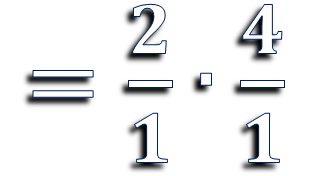 = 2/1 · 4/1